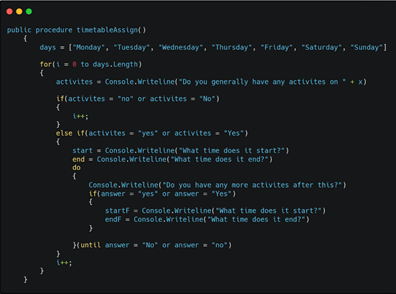 public procedure timetableAssign()
{
days = ["Monday", "Tuesday", "Wednesday", "Thursday", "Friday", "Saturday", "Sunday"]
for(i = 0 to days.Length)
{
activites = Console.Writeline("Do you generally have any activites on " + x)
if(activites = "no" or activites = "No")
{
i++;
}
else if(activites = "yes" or activites = "Yes")
{
start = Console.Writeline("What time does it start?")
end = Console.Writeline("What time does it end?")
do
{
Console.Writeline("Do you have any more activites after this?")
if(answer = "yes" or answer = "Yes")
{
startF = Console.Writeline("What time does it start?")
endF = Console.Writeline("What time does it end?")
}
}(until answer = "No" or answer = "no")
}
i++;
}
}